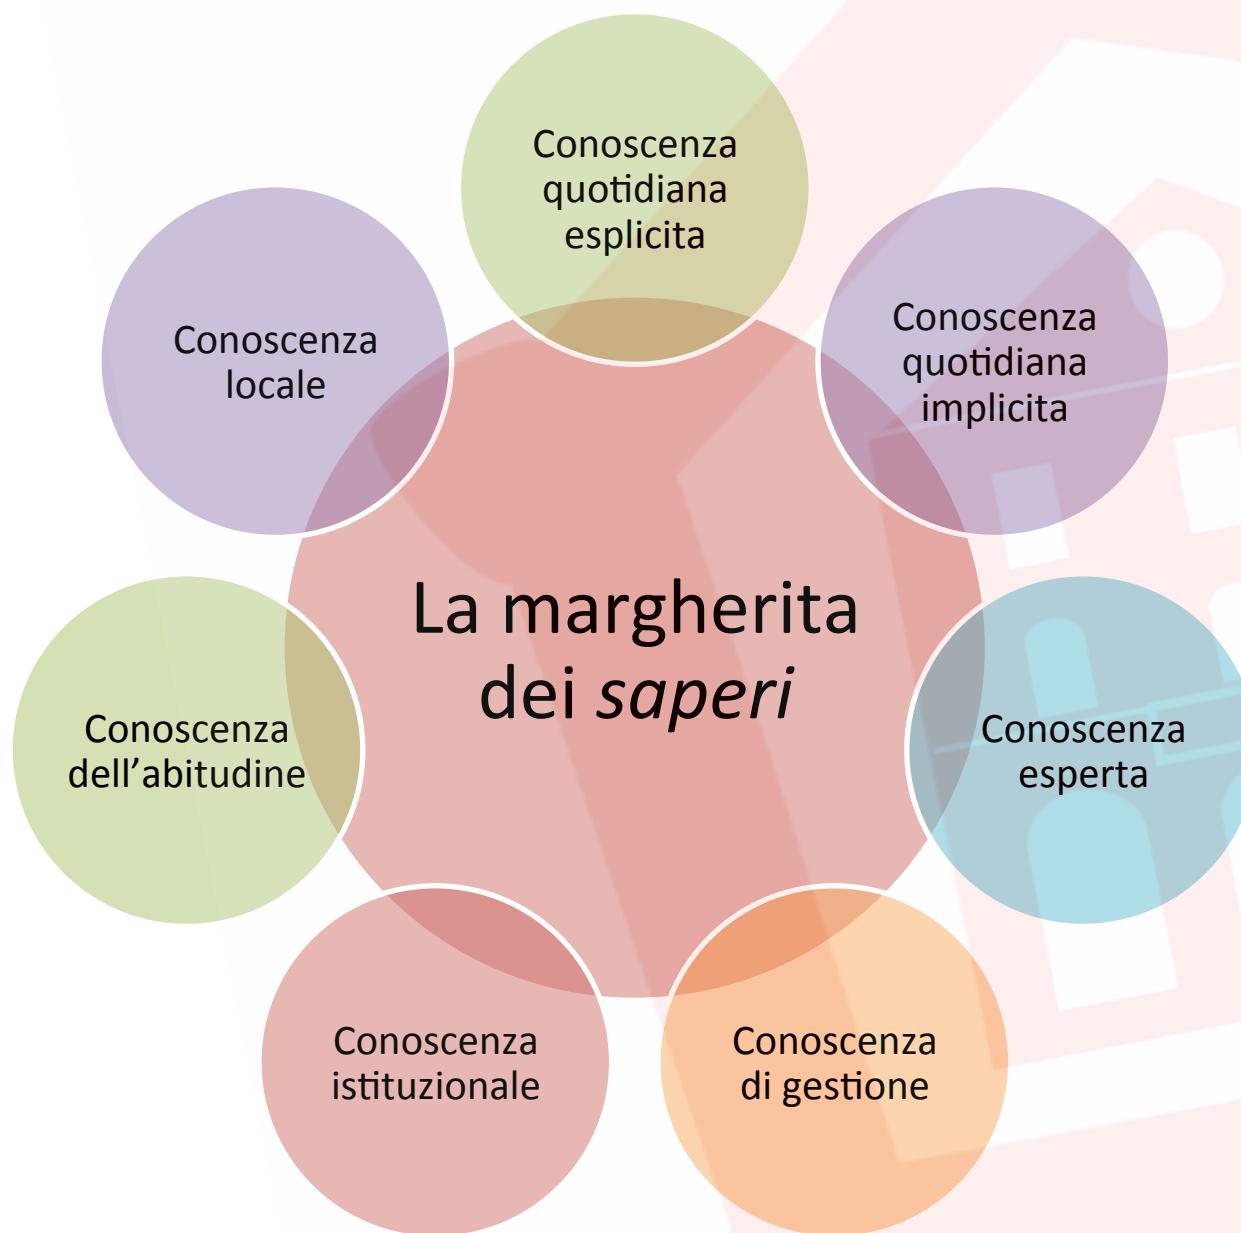 Conoscenza
quotidiana
esplicita
Conoscenza
quotidiana
implicita
Conoscenza
locale
La margherita
dei saperi
Conoscenza
esperta
Conoscenza
dell’abitudine
Conoscenza
istituzionale
Conoscenza
di gestione